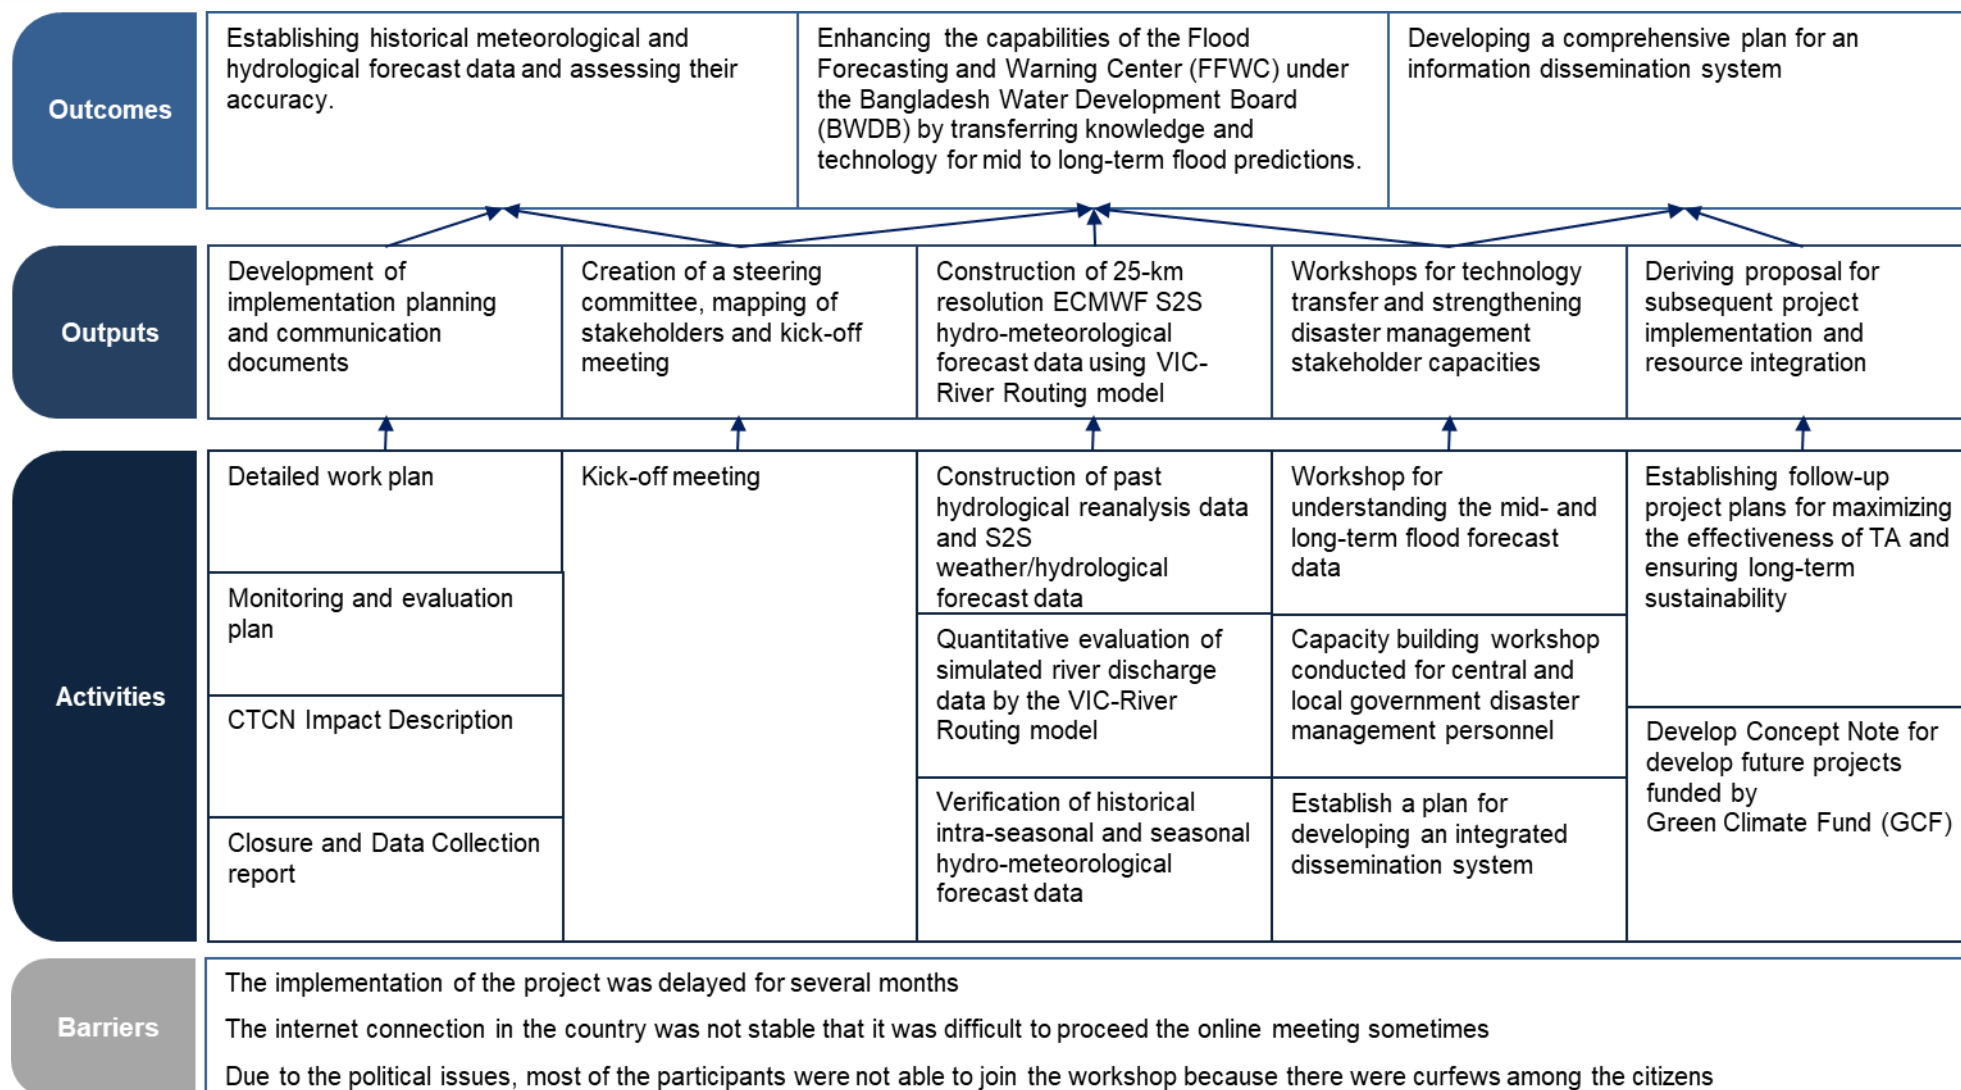 Outcomes
Establishing historical meteorological and
hydrological forecast data and assessing their
accuracy.
Enhancing the capabilities of the Flood
Forecasting and Warning Center (FFWC) under
the Bangladesh Water Development Board
(BWDB) by transferring knowledge and
technology for mid to long-term flood predictions.
Developing a comprehensive plan for an
information dissemination system
Outputs
Development of
implementation planning
and communication
documents
Creation of a steering
committee, mapping of
stakeholders and kick-off
meeting
Construction of 25-km
resolution ECMWF S2S
hydro-meteorological
forecast data using VIC-
River Routing model
Workshops for technology
transfer and strengthening
disaster management
stakeholder capacities
Deriving proposal for
subsequent project
implementation and
resource integration
Activities
Detailed work plan
Monitoring and evaluation
plan
CTCN Impact Description
Closure and Data Collection
report
Kick-off meeting
Construction of past
hydrological reanalysis data
and S2S
weather/hydrological
forecast data
Quantitative evaluation of
simulated river discharge
data by the VIC-River
Routing model
Verification of historical
intra-seasonal and seasonal
hydro-meteorological
forecast data
Workshop for
understanding the mid- and
long-term flood forecast
data
Capacity building workshop
conducted for central and
local government disaster
management personnel
Establish a plan for
developing an integrated
dissemination system
Establishing follow-up
project plans for maximizing
the effectiveness of TA and
ensuring long-term
sustainability
Develop Concept Note for
develop future projects
funded by
Green Climate Fund (GCF)
Barriers
The implementation of the project was delayed for several months
The internet connection in the country was not stable that it was difficult to proceed the online meeting sometimes
Due to the political issues, most of the participants were not able to join the workshop because there were curfews among the citizens